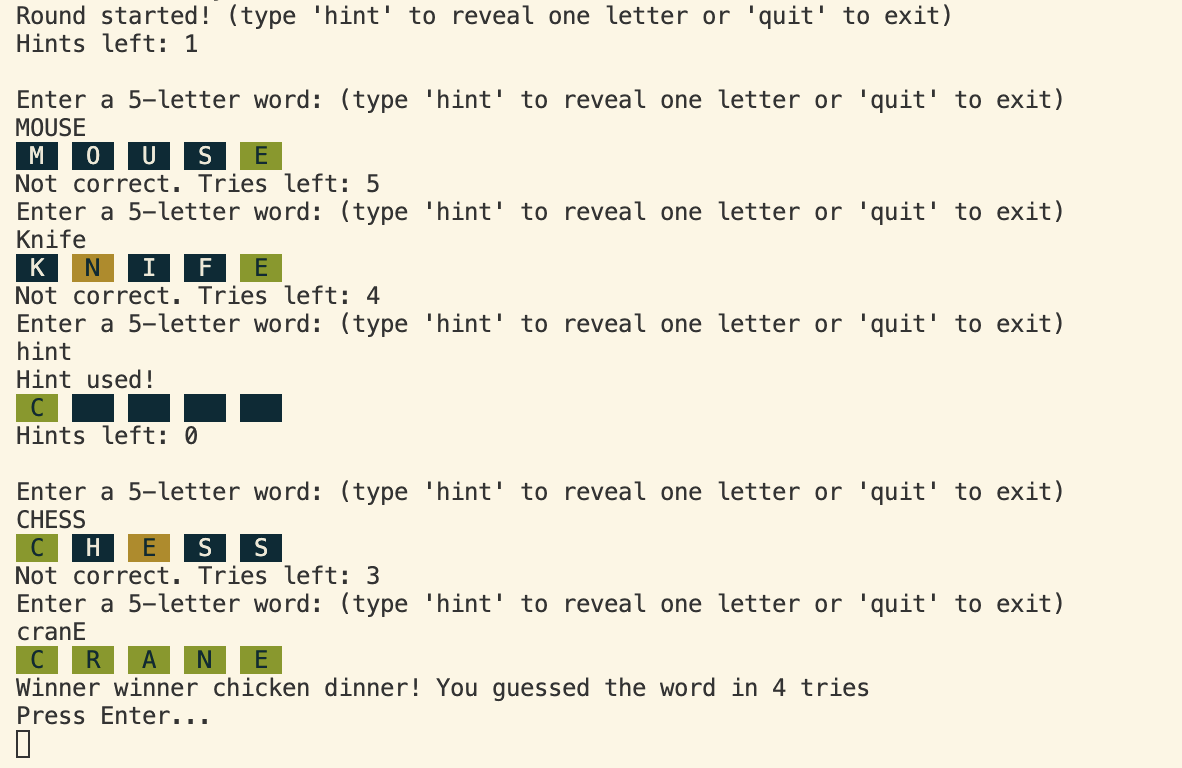 Round started! (type 'hint' to reveal one letter or 'quit' to exit)
Hints left: 1
Enter a 5-letter word: (type 'hint' to reveal one letter or 'quit' to exit)
MOUSE
M O U S E
Not correct. Tries left: 5
Enter a 5-letter word: (type 'hint' to reveal one letter or 'quit' to exit)
Knife
K N I F E
Not correct. Tries left: 4
Enter a 5-letter word: (type 'hint' to reveal one letter or 'quit' to exit)
hint
Hint used!
C
Hints left: 0
Enter a 5-letter word: (type 'hint' to reveal one letter or 'quit' to exit)
CHESS
C H E S S
Not correct. Tries left: 3
Enter a 5-letter word: (type 'hint' to reveal one letter or 'quit' to exit)
cranE
C R A N E
Winner winner chicken dinner! You guessed the word in 4 tries
Press Enter...